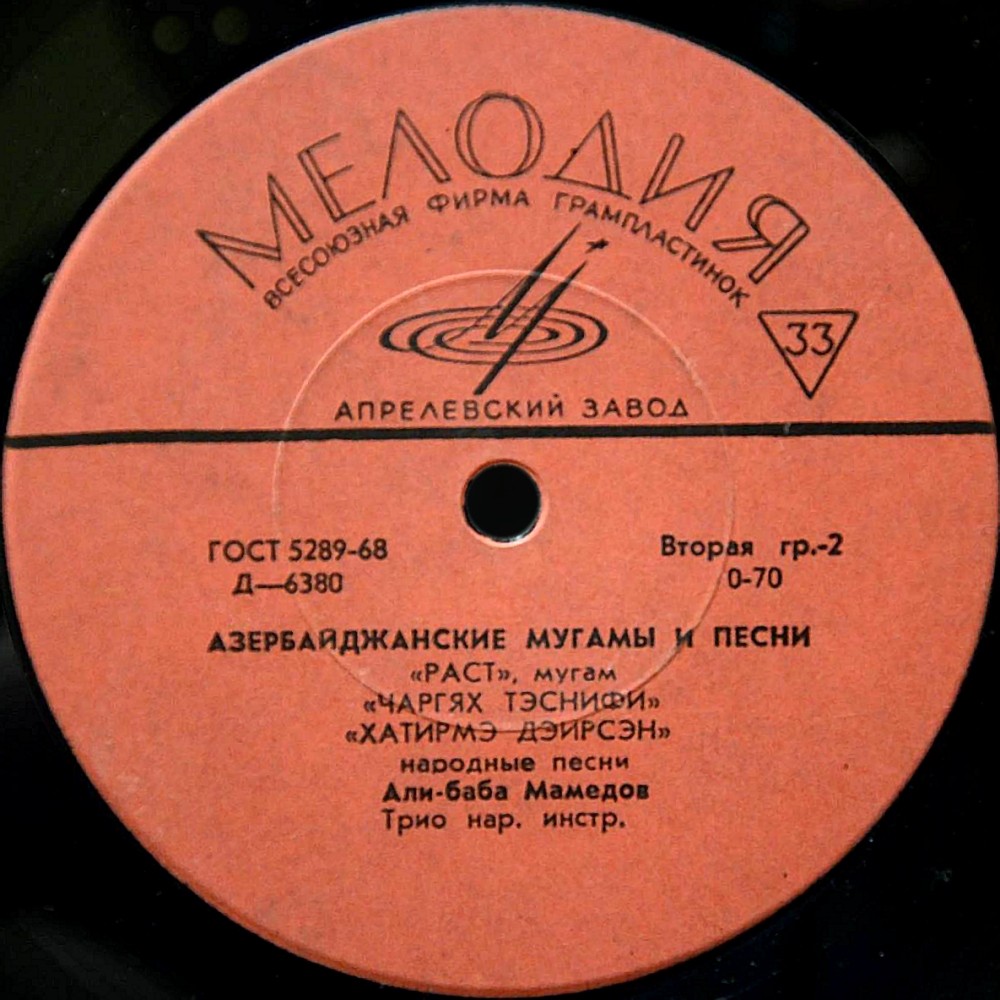 МЕЛОДИЯ
ВСЕСОЮЗНАЯ ФИРМА ГРАМПЛАСТИНОК
33
АПРЕЛЕВСКИЙ ЗАВОД
ГОСТ 5289-68
Вторая гр.-2
Д—6380
0-70
АЗЕРБАЙДЖАНСКИЕ МУГАМЫ И ПЕСНИ
«РАСТ», мугам
«ЧАРГЯХ ТЭСНИФИ»
«ХАТИРМЭ ДЭИРСЭН»
народные песни
Али-баба Мамедов
Трио нар. инстр.